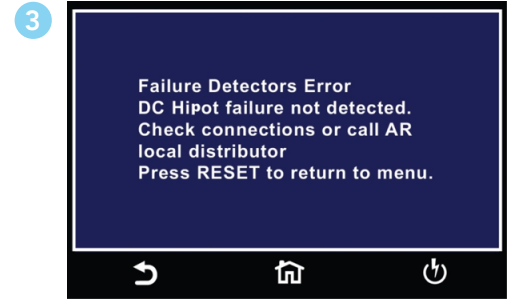 3
Failure Detectors Error
DC Hipot failure not detected.
Check connections or call AR
local distributor
Press RESET to return to menu.